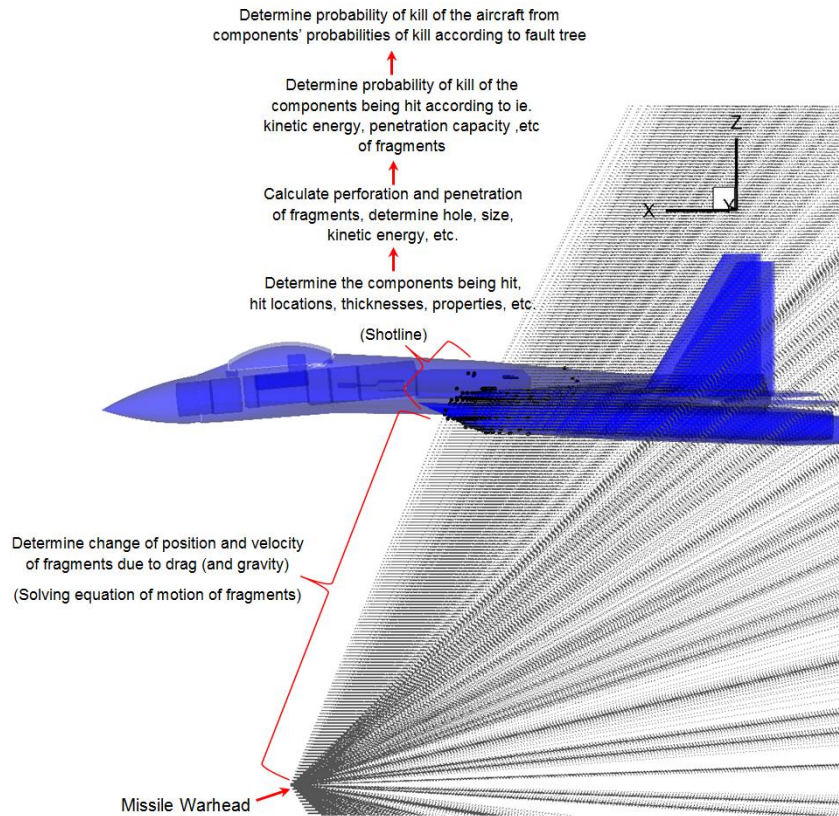 Determine probability of kill of the aircraft from
components' probabilities of kill according to fault tree
Determine probability of kill of the
components being hit according to ie.
kinetic energy, penetration capacity ,etc
of fragments
Calculate perforation and penetration
of fragments, determine hole, size,
kinetic energy, etc.
Determine the components being hit,
hit locations, thicknesses, properties, etc.
(Shotline)
Z
X
Y
Determine change of position and velocity
of fragments due to drag (and gravity)
(Solving equation of motion of fragments)
Missile Warhead